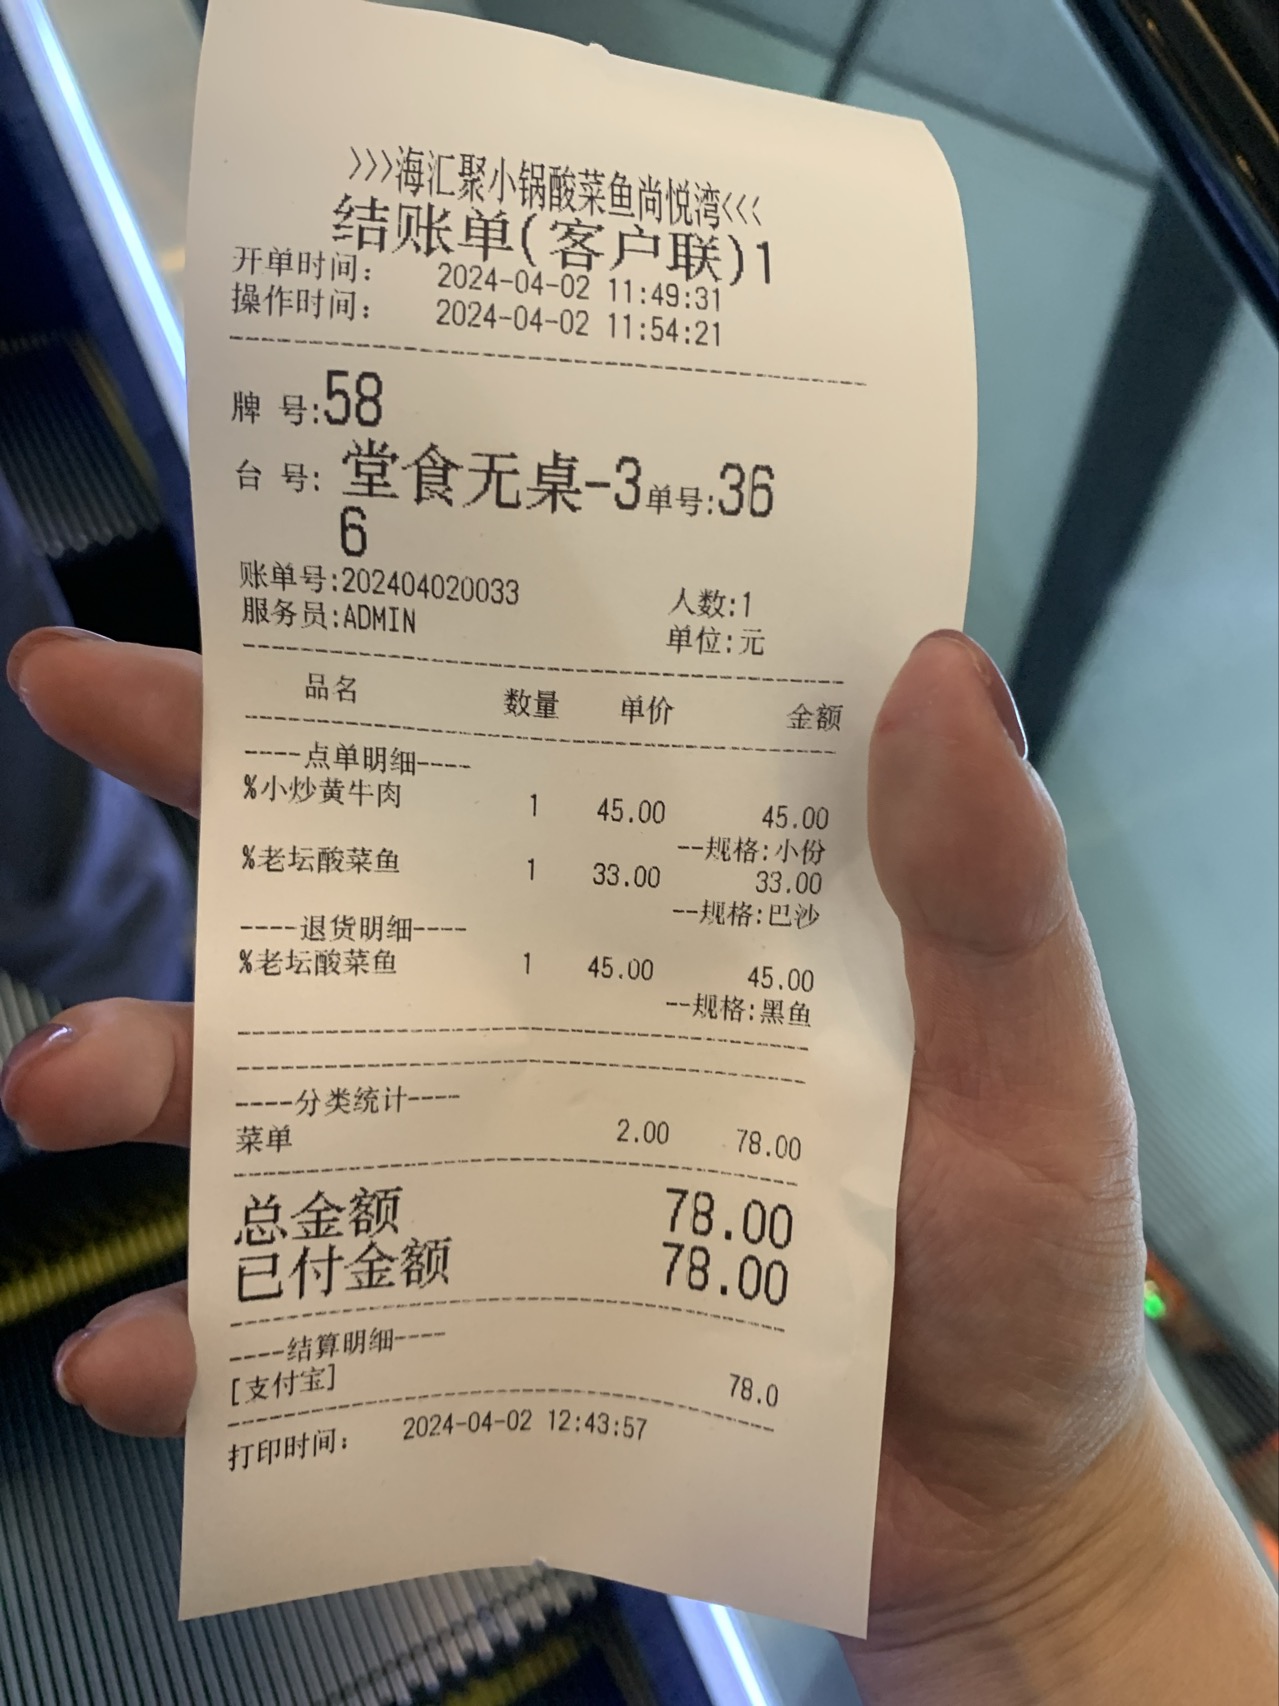 >>>海汇聚小锅酸菜鱼尚悦湾<<<
结账单(客户联)1
开单时间： 2024-04-02 11:49:31
操作时间： 2024-04-02 11:54:21
牌 号:58
台 号: 堂食无桌-3单号:36
6
账单号:202404020033 人数:1
服务员:ADMIN 单位:元
品名 数量 单价 金额
----点单明细----
%小炒黄牛肉 1 45.00 45.00
--规格:小份
%老坛酸菜鱼 1 33.00 33.00
--规格:巴沙
----退货明细----
%老坛酸菜鱼 1 45.00 45.00
--规格:黑鱼
----分类统计----
菜单 2.00 78.00
总金额 78.00
已付金额 78.00
----结算明细----
[支付宝] 78.0
打印时间： 2024-04-02 12:43:57